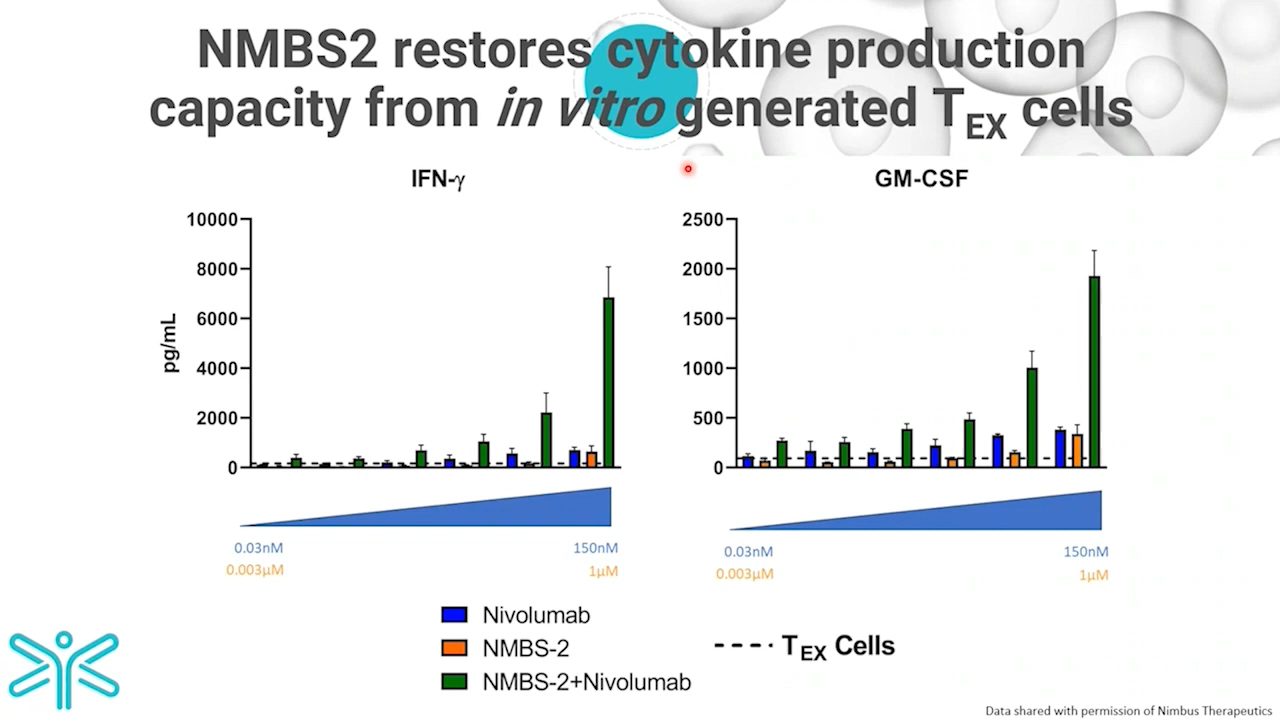 NMBS2 restores cytokine production
capacity from in vitro generated TEX cells
IFN-γ
pg/mL
10000
8000
6000
4000
2000
0
0.03nM
150nM
0.003µM
1µM
GM-CSF
2500
2000
1500
1000
500
0
0.03nM
150nM
0.003µM
1µM
Nivolumab
NMBS-2
NMBS-2+Nivolumab
TEX Cells
Data shared with permission of Nimbus Therapeutics